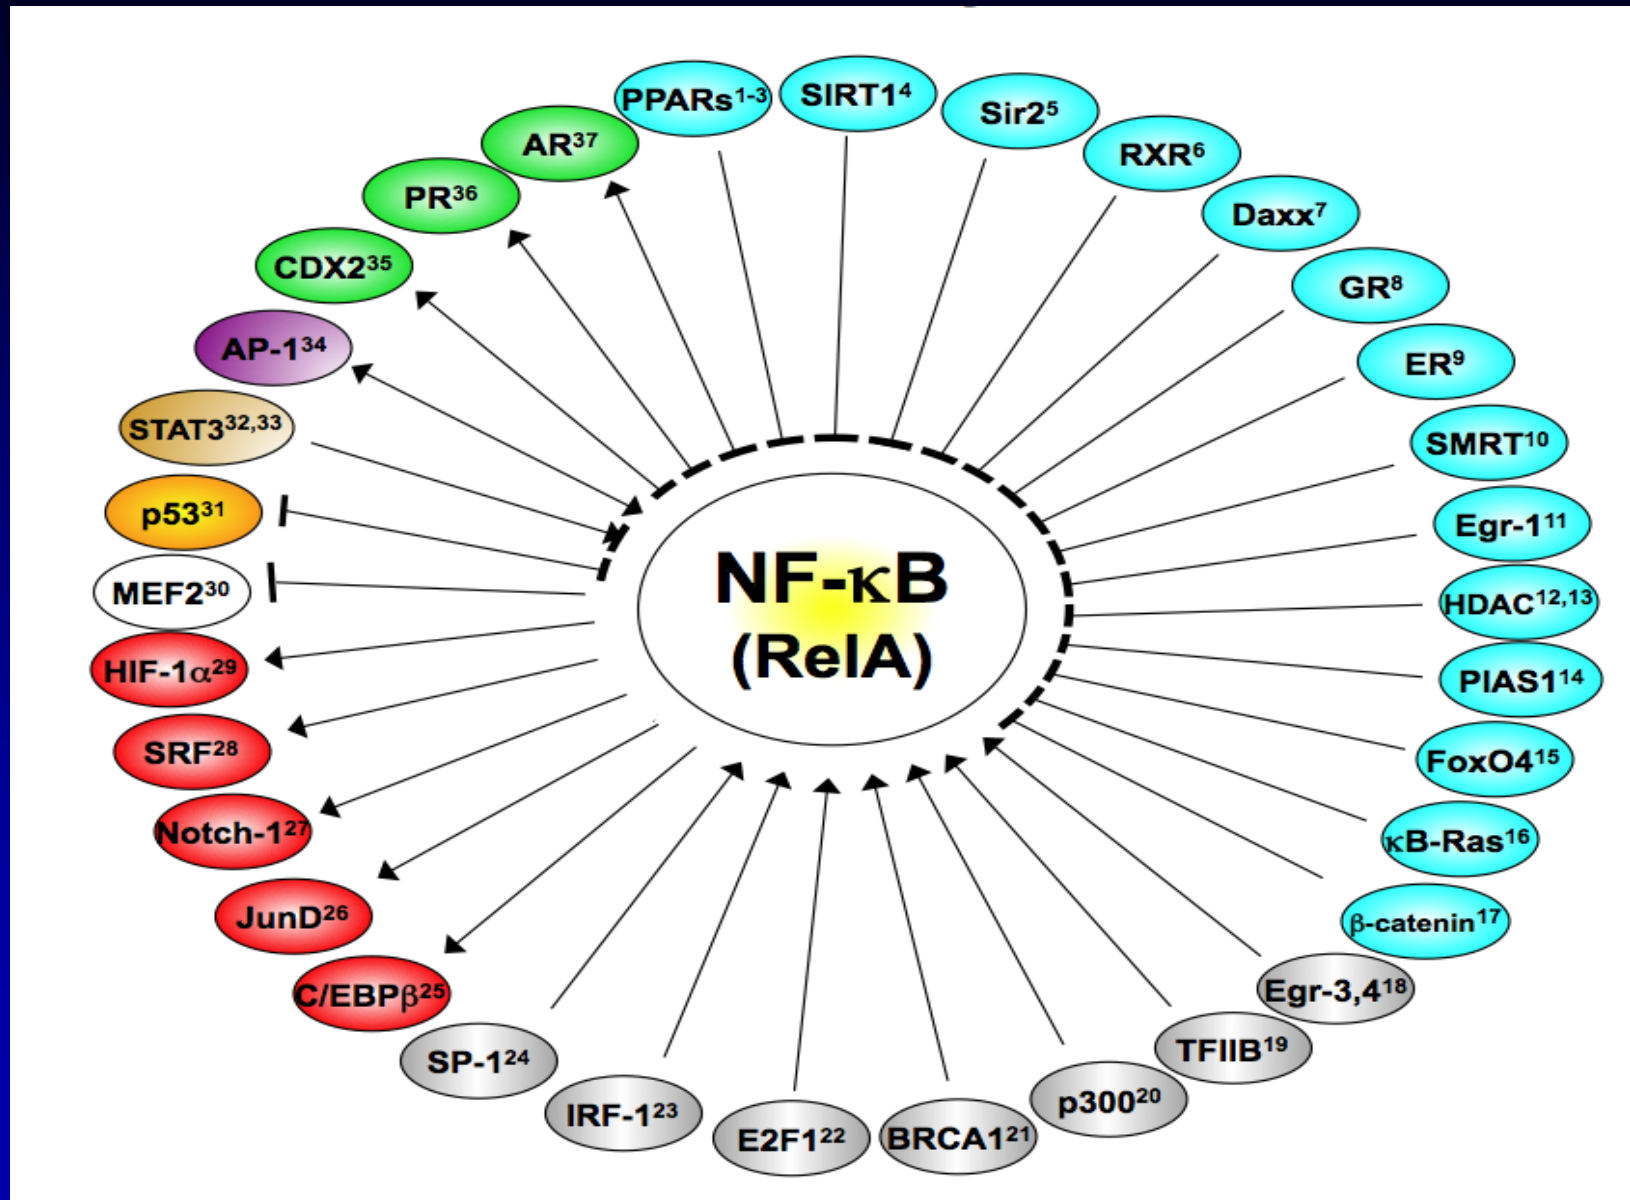 PPARs¹⁻³
SIRT1⁴
Sir2⁵
RXR⁶
Daxx⁷
GR⁸
ER⁹
SMRT¹⁰
Egr-1¹¹
HDAC¹²,¹³
PIAS1¹⁴
FoxO4¹⁵
κB-Ras¹⁶
β-catenin¹⁷
Egr-3,4¹⁸
TFIIB¹⁹
p300²⁰
BRCA1²¹
E2F1²²
IRF-1²³
SP-1²⁴
C/EBPβ²⁵
JunD²⁶
Notch-1²⁷
SRF²⁸
HIF-1α²⁹
MEF2³⁰
p53³¹
STAT3³²,³³
AP-1³⁴
CDX2³⁵
PR³⁶
AR³⁷
NF-κB
(RelA)